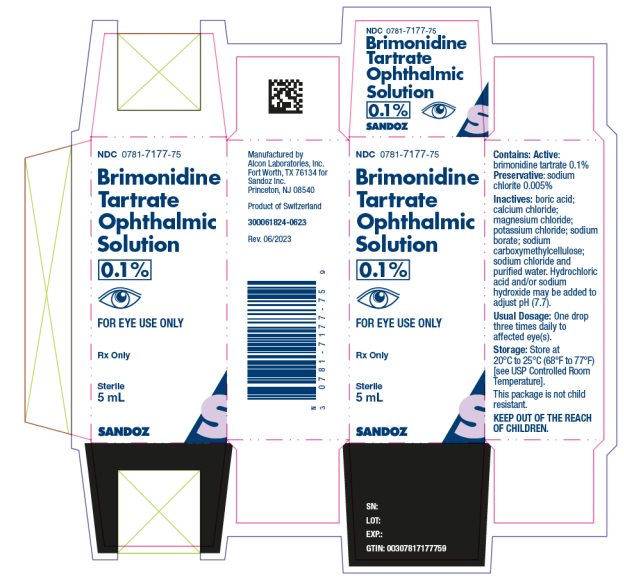 NDC 0781-7177-75
Brimonidine
Tartrate
Ophthalmic
Solution
0.1%
SANDOZ
S
NDC 0781-7177-75
Brimonidine
Tartrate
Ophthalmic
Solution
0.1%
FOR EYE USE ONLY
Rx Only
Sterile
5 mL
SANDOZ
S
Manufactured by
Alcon Laboratories, Inc.
Fort Worth, TX 76134 for
Sandoz Inc.
Princeton, NJ 08540
Product of Switzerland
300061824-0623
Rev. 06/2023
N
3 0781-7177-75 9
NDC 0781-7177-75
Brimonidine
Tartrate
Ophthalmic
Solution
0.1%
FOR EYE USE ONLY
Rx Only
Sterile
5 mL
SANDOZ
S
Contains: Active:
brimonidine tartrate 0.1%
Preservative: sodium
chlorite 0.005%
Inactives: boric acid;
calcium chloride;
magnesium chloride;
potassium chloride; sodium
borate; sodium
carboxymethylcellulose;
sodium chloride and
purified water. Hydrochloric
acid and/or sodium
hydroxide may be added to
adjust pH (7.7).
Usual Dosage: One drop
three times daily to
affected eye(s).
Storage: Store at
20°C to 25°C (68°F to 77°F)
[see USP Controlled Room
Temperature].
This package is not child
resistant.
KEEP OUT OF THE REACH
OF CHILDREN.
SN:
LOT:
EXP.:
GTIN: 00307817177759